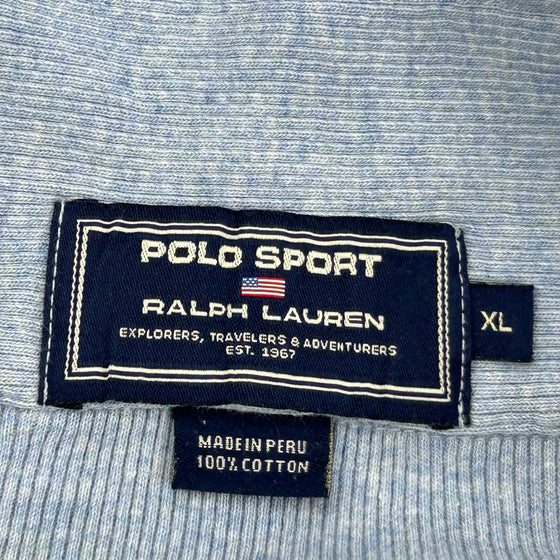 POLO SPORT
RALPH LAUREN
EXPLORERS, TRAVELERS & ADVENTURERS
EST. 1967
XL
MADE IN PERU
100% COTTON